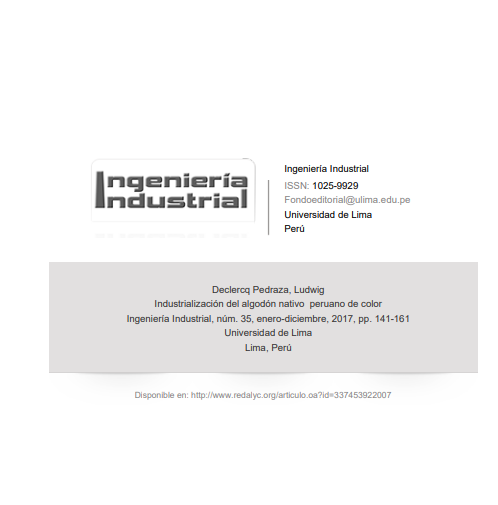 Ingeniería
Industrial
Ingeniería Industrial
ISSN: 1025-9929
Fondoeditorial@ulima.edu.pe
Universidad de Lima
Perú
Declercq Pedraza, Ludwig
Industrialización del algodón nativo peruano de color
Ingeniería Industrial, núm. 35, enero-diciembre, 2017, pp. 141-161
Universidad de Lima
Lima, Perú
Disponible en: http://www.redalyc.org/articulo.oa?id=337453922007